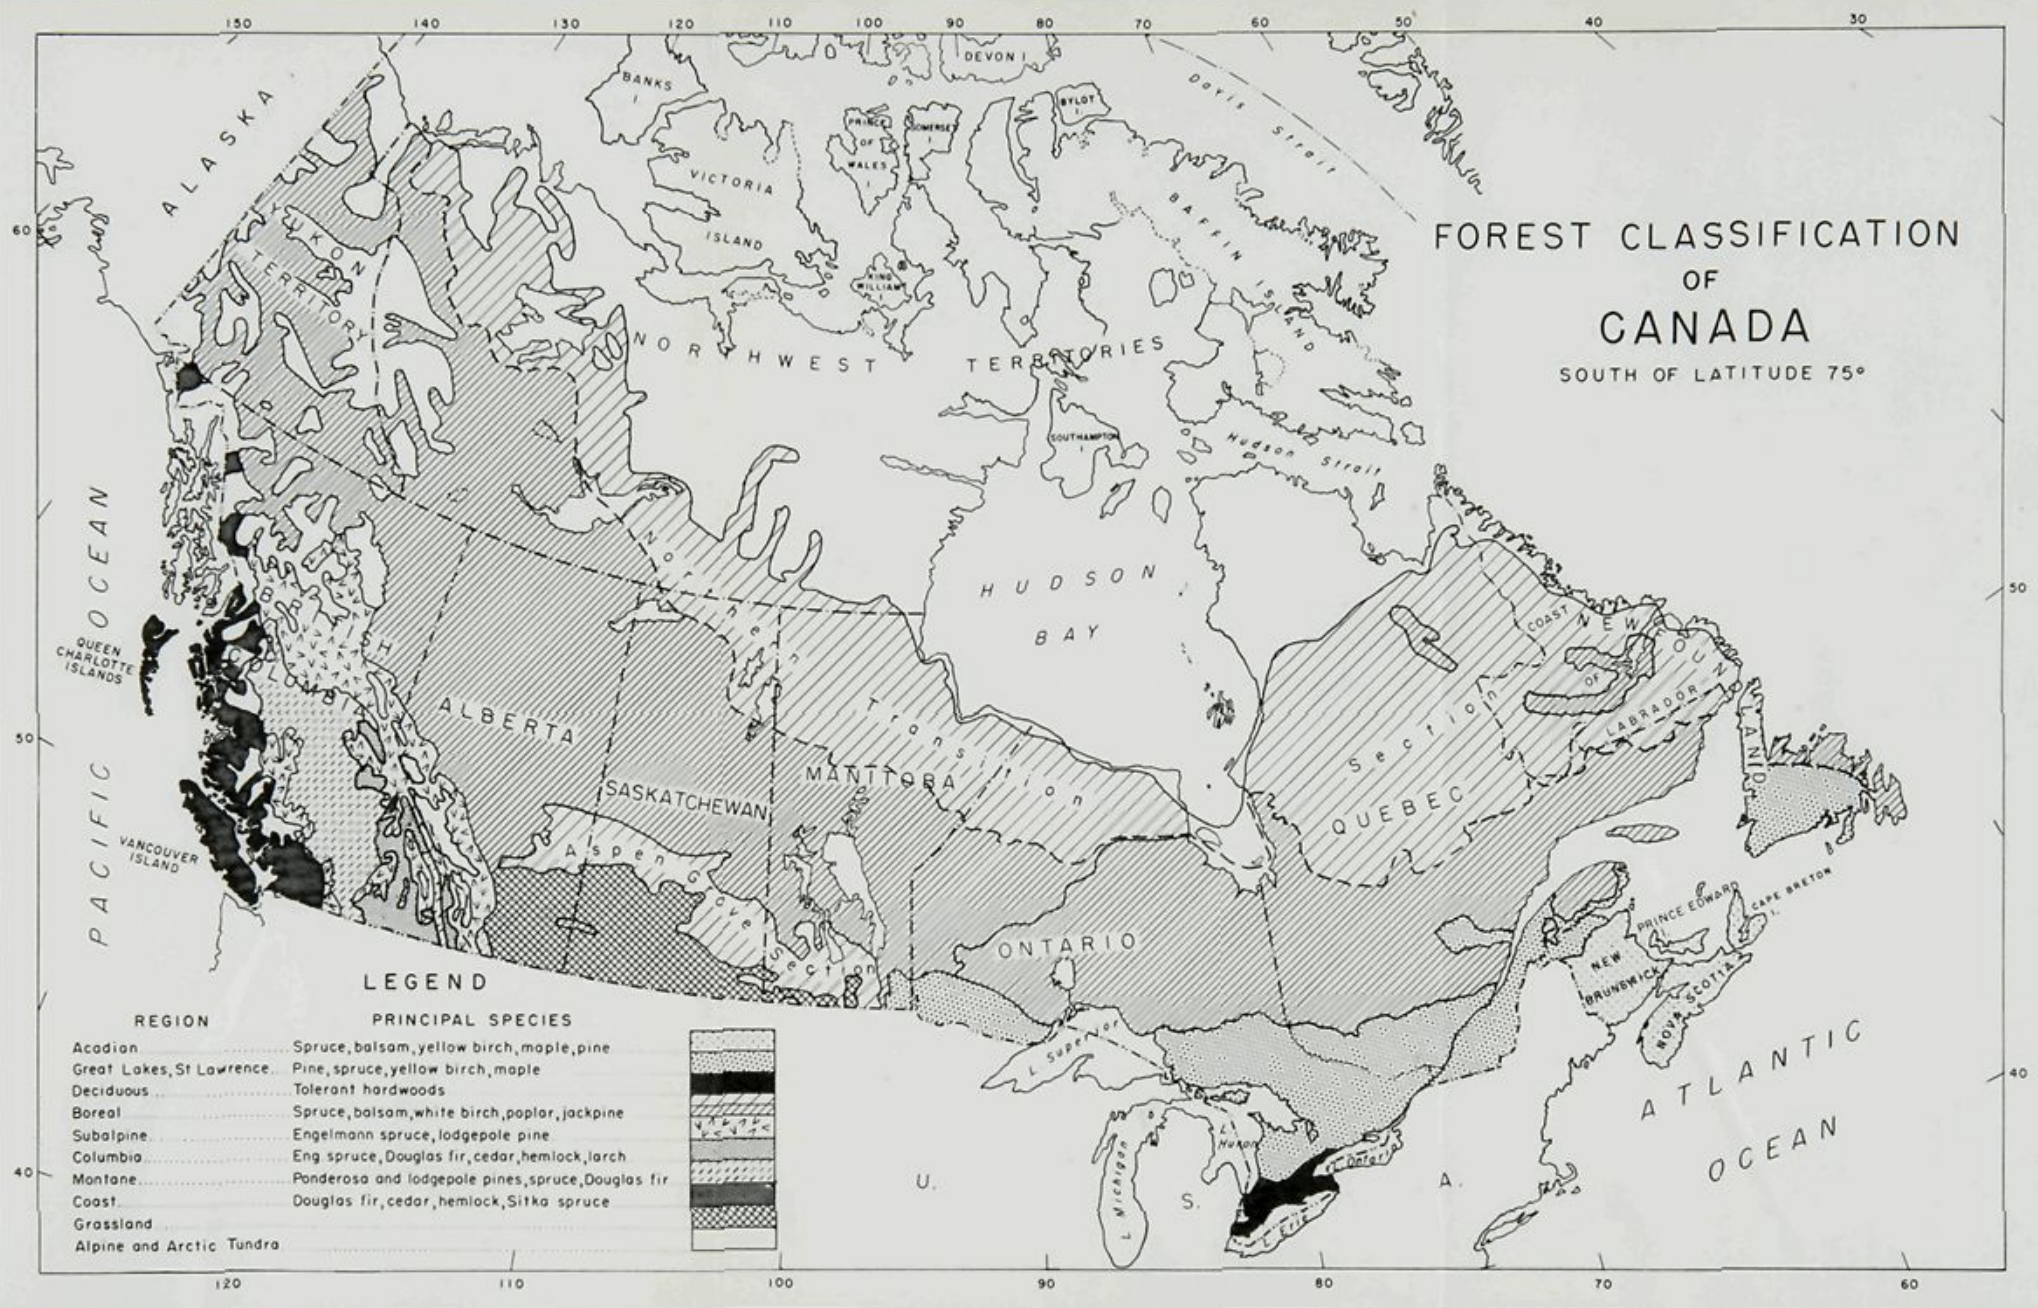 150 140 130 120 110 100 90 80 70 60 50 40 30
FOREST CLASSIFICATION
OF
CANADA
SOUTH OF LATITUDE 75°
ALASKA
BANKS
I
DEVON I
BYLOT
I
PRINCE
OF
WALES
I
SOMERSET
I
VICTORIA
ISLAND
KING
WILLIAM
I
Davis Strait
BAFFIN ISLAND
YUKON
TERRITORY
NORTHWEST TERRITORIES
SOUTHAMPTON
I
Hudson Strait
60
50
40
50
40
PACIFIC OCEAN
QUEEN
CHARLOTTE
ISLANDS
VANCOUVER
ISLAND
BRITISH
COLUMBIA
ALBERTA
SASKATCHEWAN
MANITOBA
Northern Transition Section
Aspen Grove Section
HUDSON
BAY
ONTARIO
QUEBEC
COAST
OF
LABRADOR
NEWFOUNDLAND
PRINCE EDWARD
I.
CAPE BRETON
I.
NEW
BRUNSWICK
NOVA SCOTIA
ATLANTIC
OCEAN
L Superior
L Michigan
L
Huron
L Ontario
L Erie
U. S. A.
LEGEND
REGION PRINCIPAL SPECIES
Acadian Spruce, balsam, yellow birch, maple, pine
Great Lakes, St Lawrence Pine, spruce, yellow birch, maple
Deciduous Tolerant hardwoods
Boreal Spruce, balsam, white birch, poplar, jackpine
Subalpine Engelmann spruce, lodgepole pine
Columbia Eng spruce, Douglas fir, cedar, hemlock, larch
Montane Ponderosa and lodgepole pines, spruce, Douglas fir
Coast Douglas fir, cedar, hemlock, Sitka spruce
Grassland
Alpine and Arctic Tundra
120 110 100 90 80 70 60